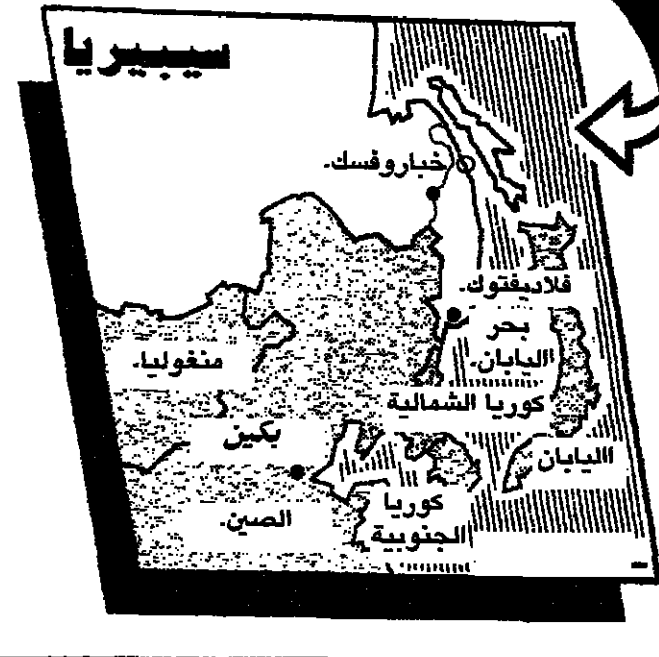 سيبيريا
خباروفسك.
فلاديفتوك.
بحر
اليابان.
منغوليا.
كوريا الشمالية
بكين
اليابان
كوريا
الجنوبية
الصين.